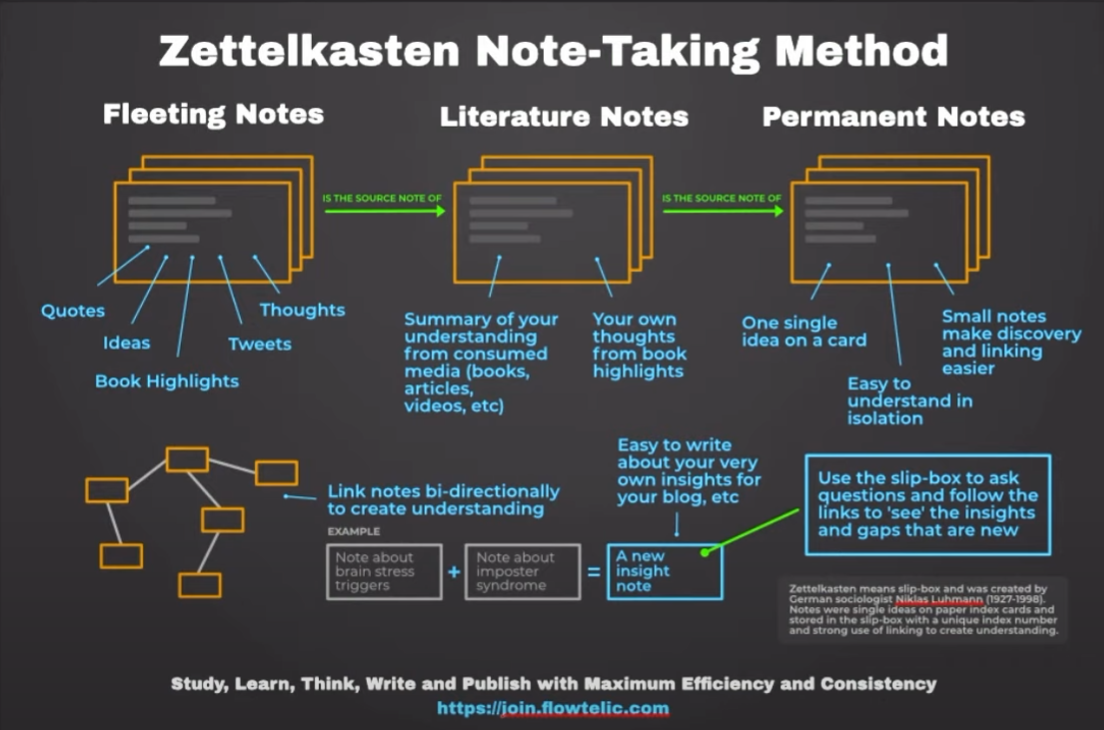 Zettelkasten Note-Taking Method
Fleeting Notes
Literature Notes
Permanent Notes
IS THE SOURCE NOTE OF
IS THE SOURCE NOTE OF
Quotes
Ideas
Book Highlights
Tweets
Thoughts
Summary of your
understanding
from consumed
media (books,
articles,
videos, etc)
Your own
thoughts
from book
highlights
One single
idea on a card
Easy to
understand in
isolation
Small notes
make discovery
and linking
easier
Link notes bi-directionally
to create understanding
EXAMPLE
Note about
brain stress
triggers
+
Note about
imposter
syndrome
=
A new
insight
note
Easy to write
about your very
own insights for
your blog, etc
Use the slip-box to ask
questions and follow the
links to 'see' the insights
and gaps that are new
Zettelkasten means slip-box and was created by
German sociologist Niklas Luhmann (1927-1998).
Notes were single ideas on paper index cards and
stored in the slip-box with a unique index number
and strong use of linking to create understanding.
Study, Learn, Think, Write and Publish with Maximum Efficiency and Consistency
https://join.flowtelic.com